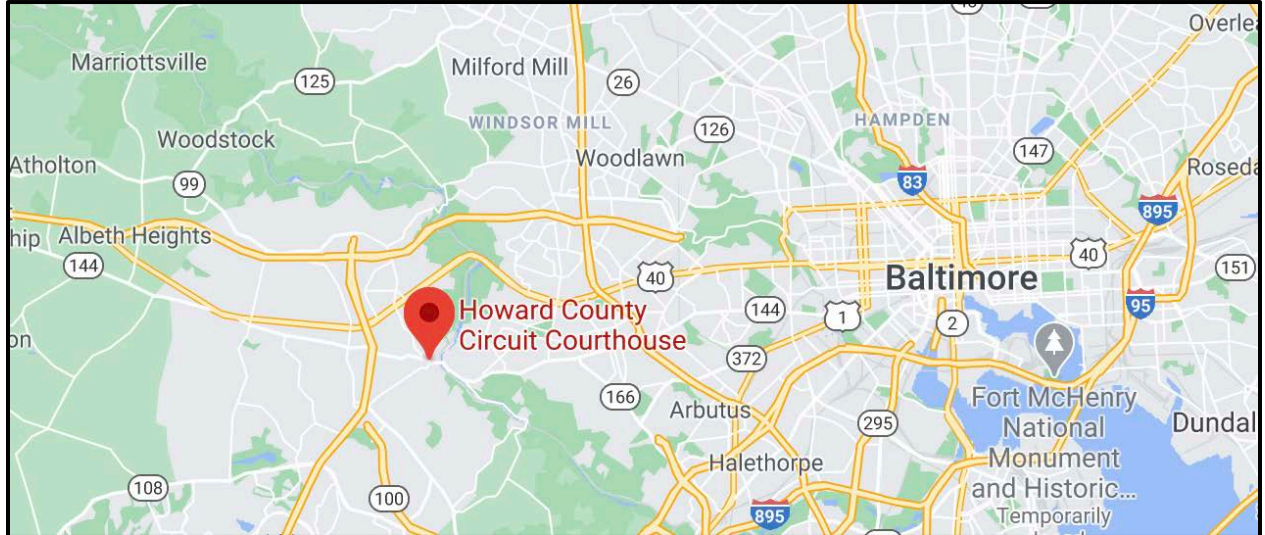 Overlea
Marriottsville
125
Milford Mill
26
WINDSOR MILL
126
HAMPDEN
147
Woodstock
Woodlawn
Atholton
99
83
Roseda
895
hip
Albeth Heights
144
40
Baltimore
40
151
Howard County
Circuit Courthouse
144
1
2
95
on
372
166
Arbutus
295
Fort McHenry
National
Monument
and Historic...
Temporarily
Dundal
Halethorpe
108
100
895